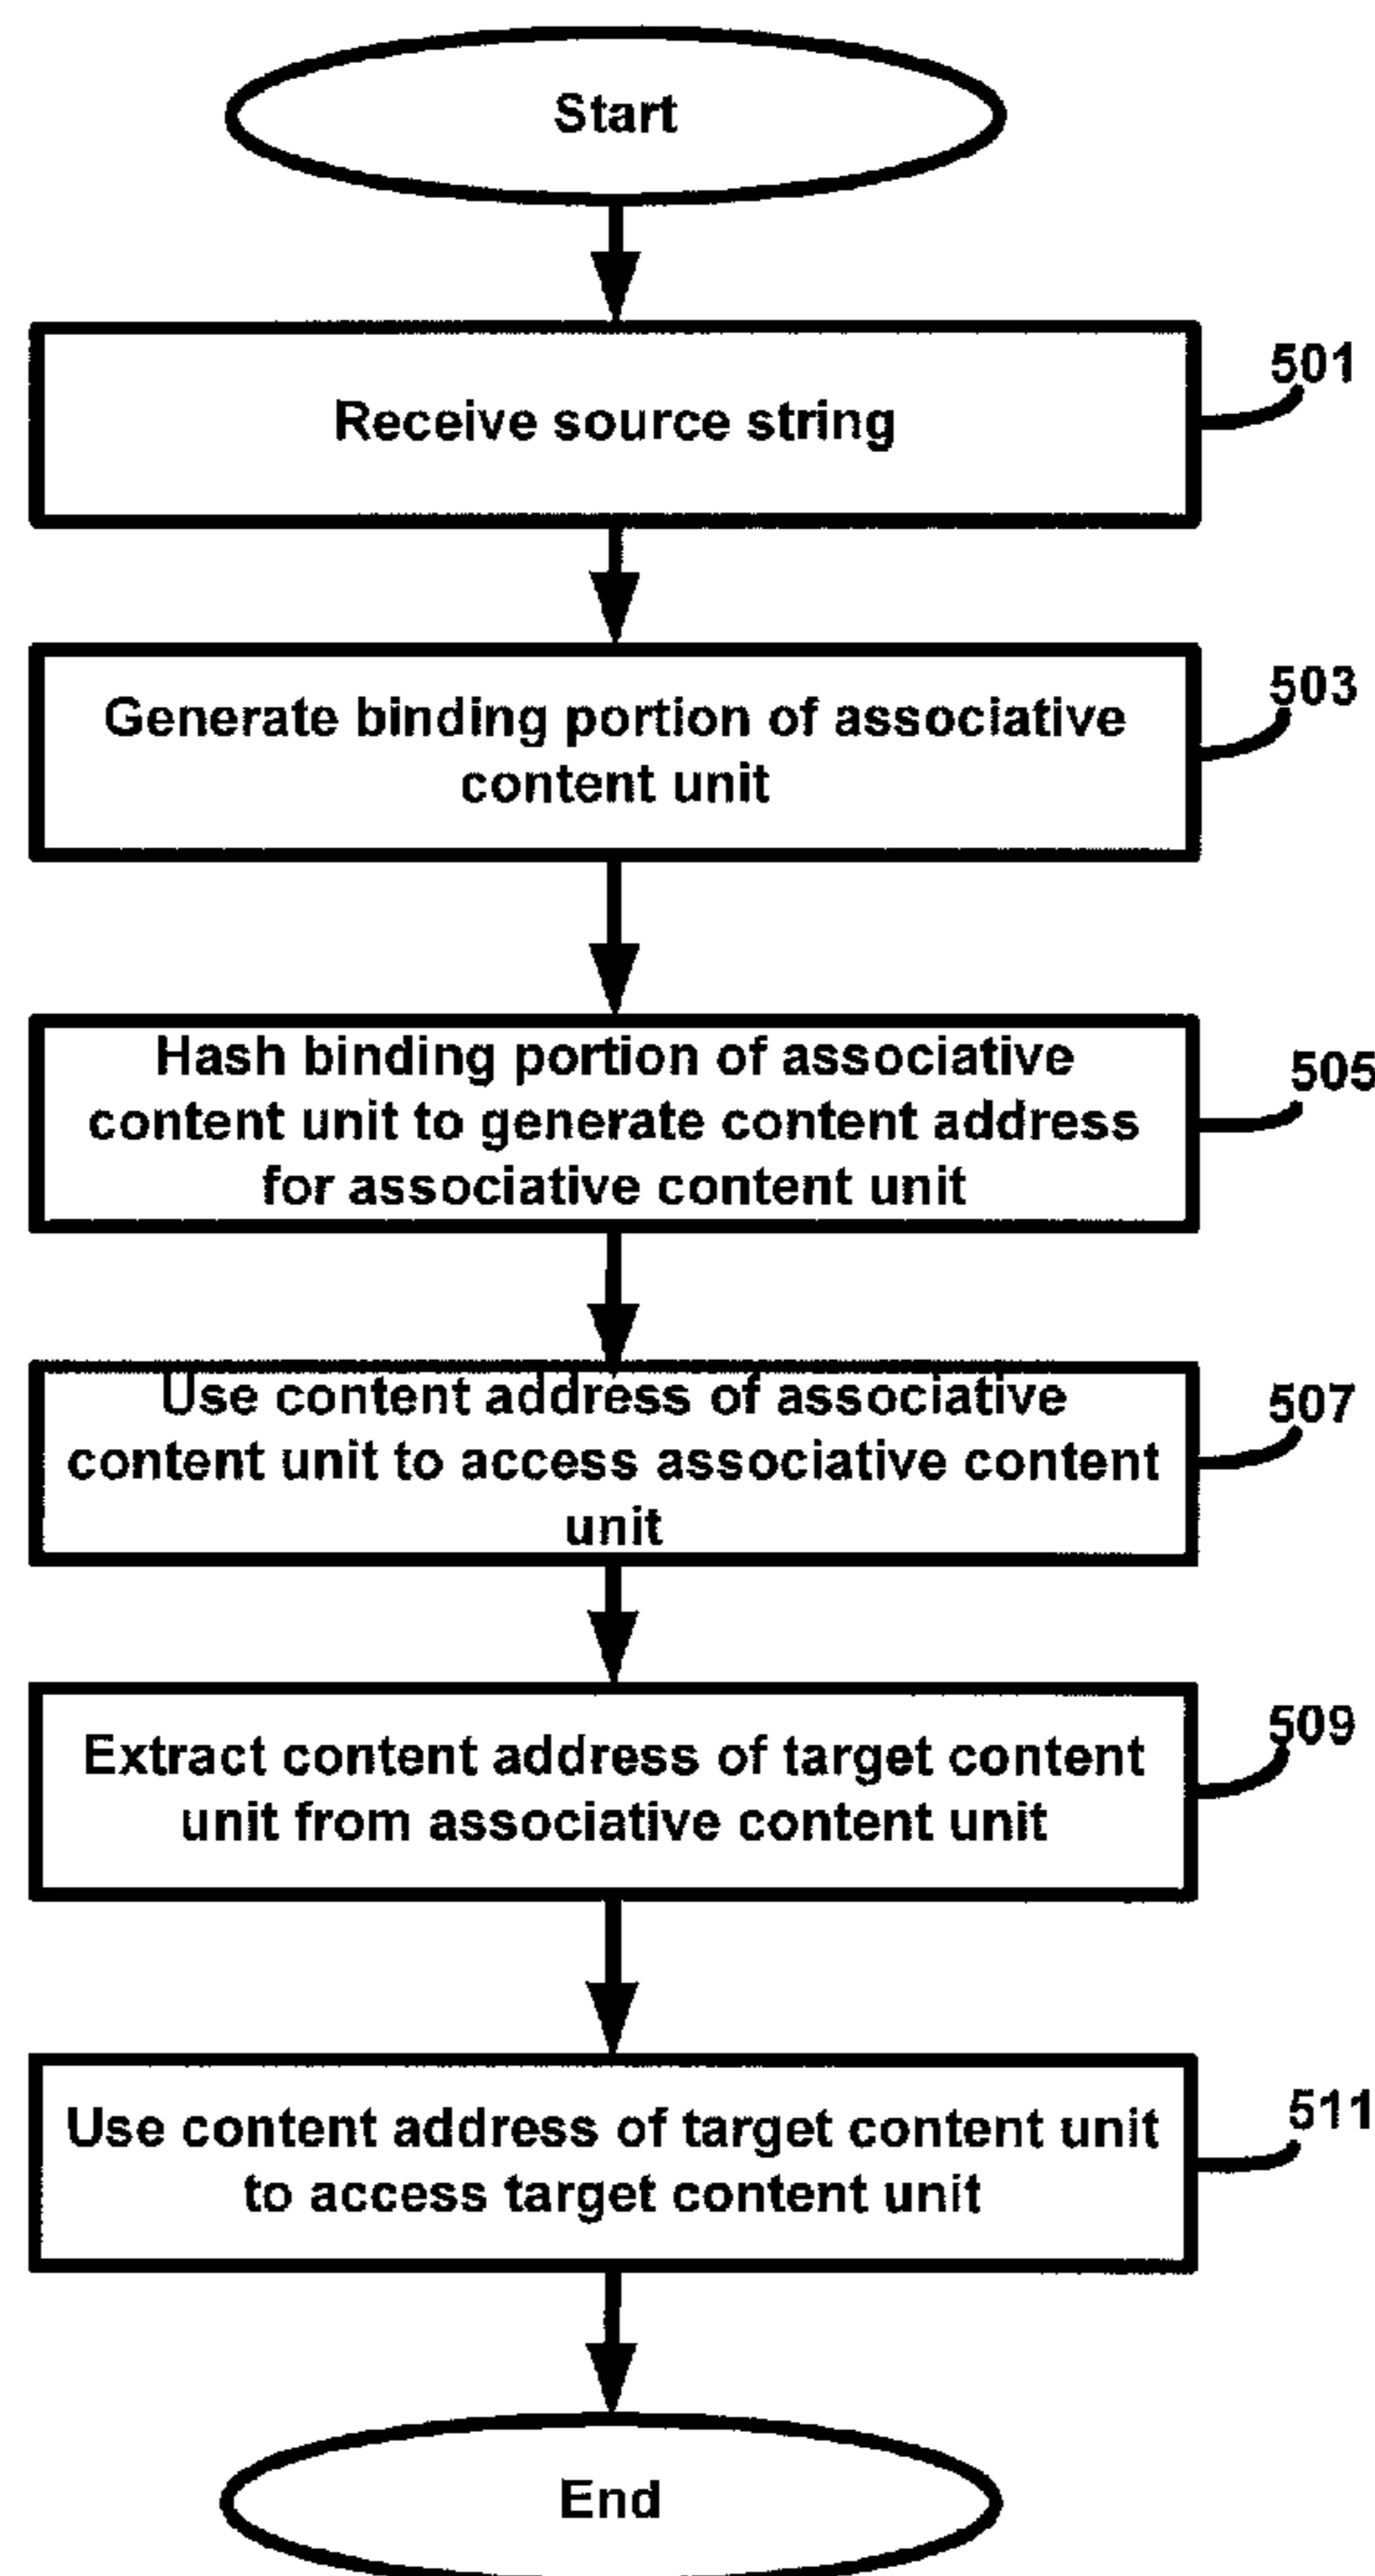 Start
501
Receive source string
503
Generate binding portion of associative
content unit
505
Hash binding portion of associative
content unit to generate content address
for associative content unit
507
Use content address of associative
content unit to access associative content
unit
509
Extract content address of target content
unit from associative content unit
511
Use content address of target content unit
to access target content unit
End